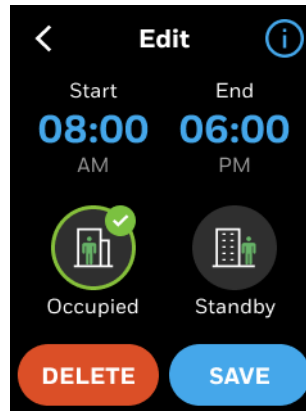 Edit
i
Start End
08:00 06:00
AM PM
Occupied Standby
DELETE SAVE